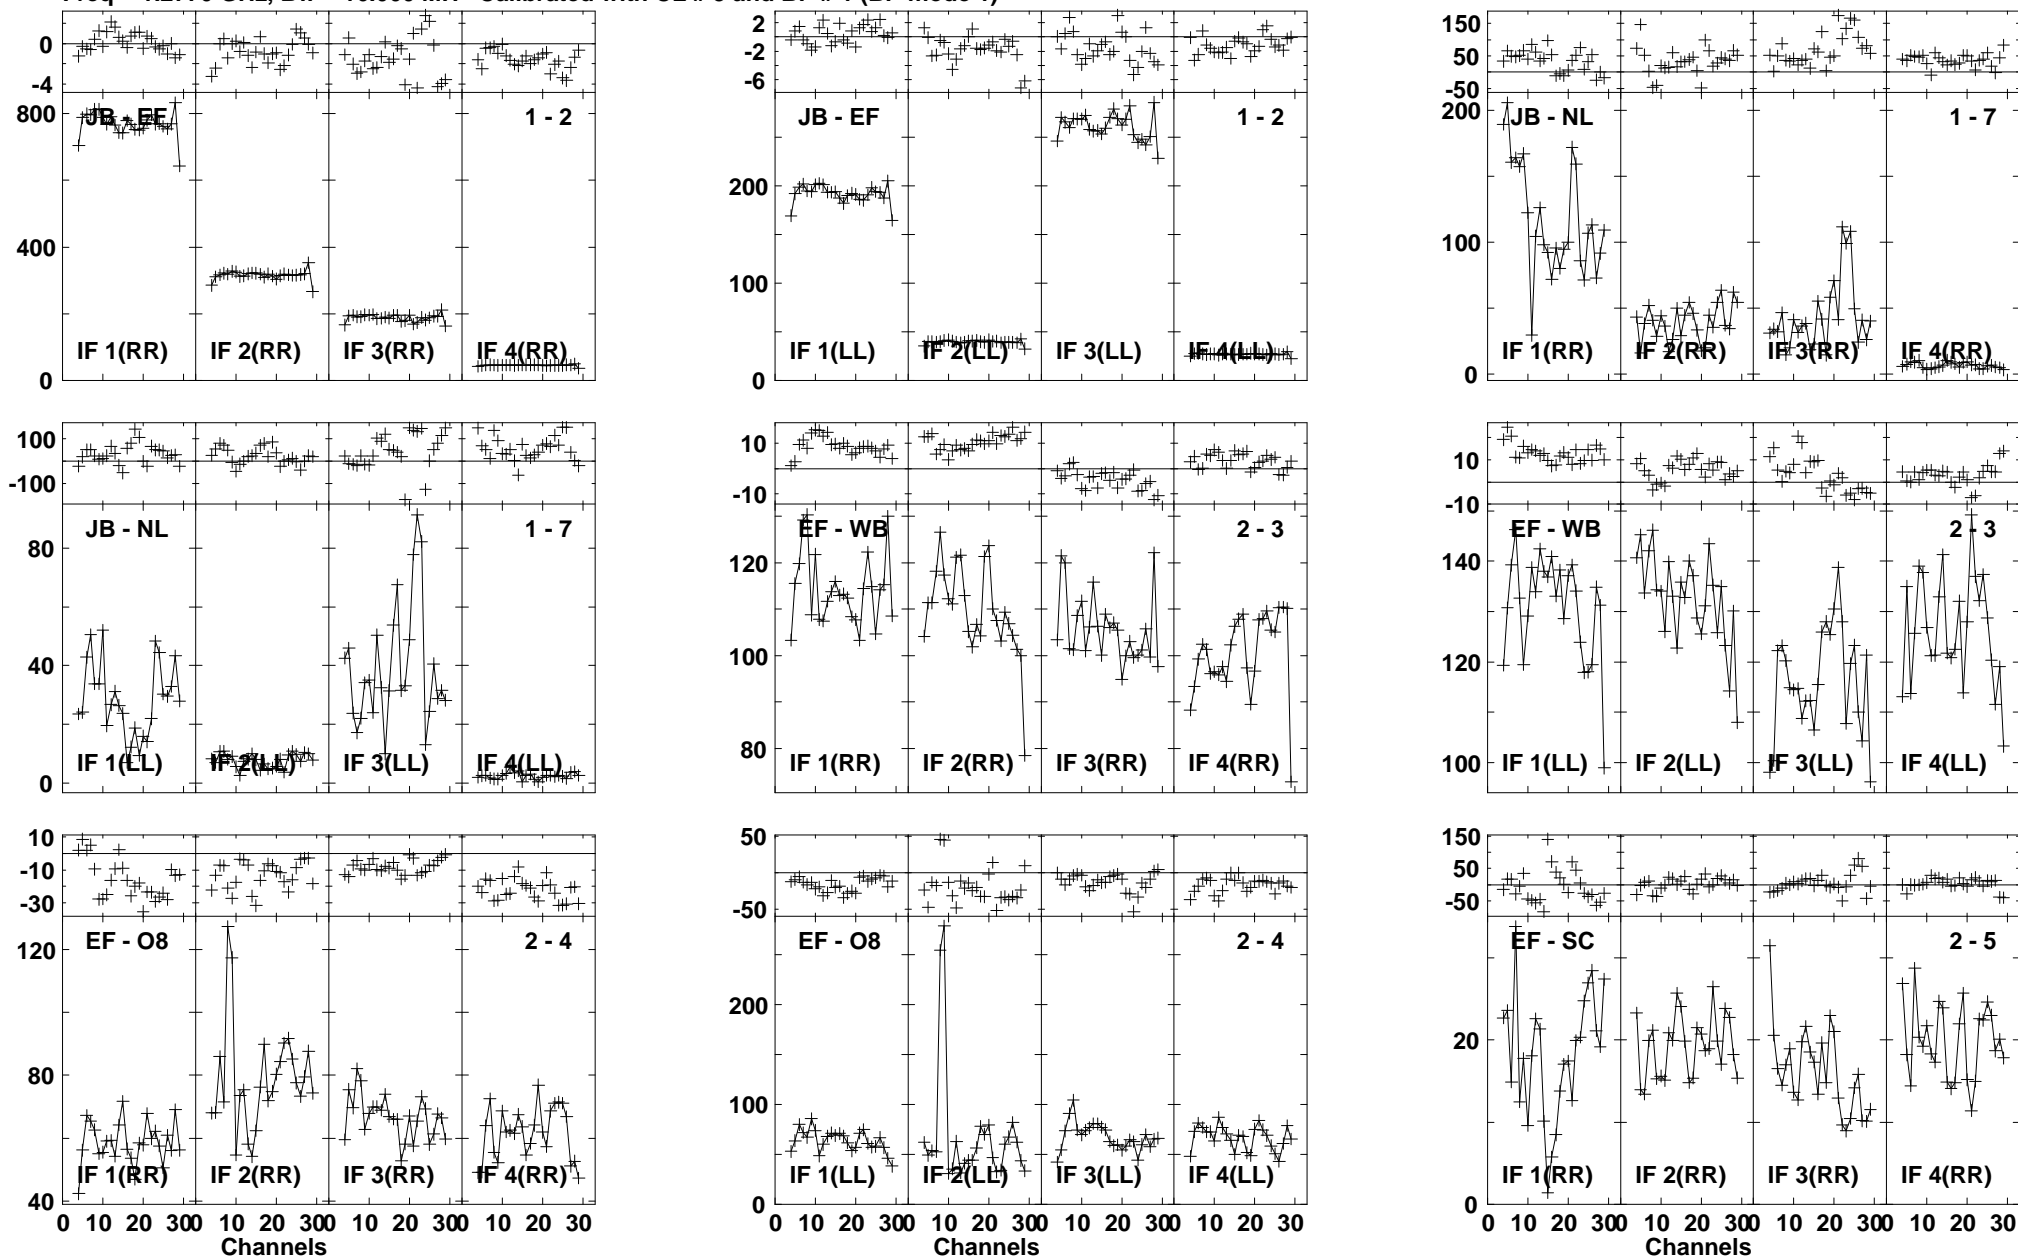 0
-4
800
400
0
JB - EF
1 - 2
IF 1(RR)
IF 2(RR)
IF 3(RR)
IF 4(RR)
2
-2
-6
200
100
0
JB - EF
1 - 2
IF 1(LL)
IF 2(LL)
IF 3(LL)
IF 4(LL)
150
50
-50
200
100
0
JB - NL
1 - 7
IF 1(RR)
IF 2(RR)
IF 3(RR)
IF 4(RR)
100
-100
80
40
0
JB - NL
1 - 7
IF 1(LL)
IF 2(LL)
IF 3(LL)
IF 4(LL)
10
-10
120
100
80
EF - WB
2 - 3
IF 1(RR)
IF 2(RR)
IF 3(RR)
IF 4(RR)
10
-10
140
120
100
EF - WB
2 - 3
IF 1(LL)
IF 2(LL)
IF 3(LL)
IF 4(LL)
10
-10
-30
120
80
40
EF - O8
2 - 4
IF 1(RR)
IF 2(RR)
IF 3(RR)
IF 4(RR)
0 10 20 30 0 10 20 30 0 10 20 30 0 10 20 30
Channels
50
-50
200
100
0
EF - O8
2 - 4
IF 1(LL)
IF 2(LL)
IF 3(LL)
IF 4(LL)
0 10 20 30 0 10 20 30 0 10 20 30 0 10 20 30
Channels
150
50
-50
20
0
EF - SC
2 - 5
IF 1(RR)
IF 2(RR)
IF 3(RR)
IF 4(RR)
0 10 20 30 0 10 20 30 0 10 20 30 0 10 20 30
Channels